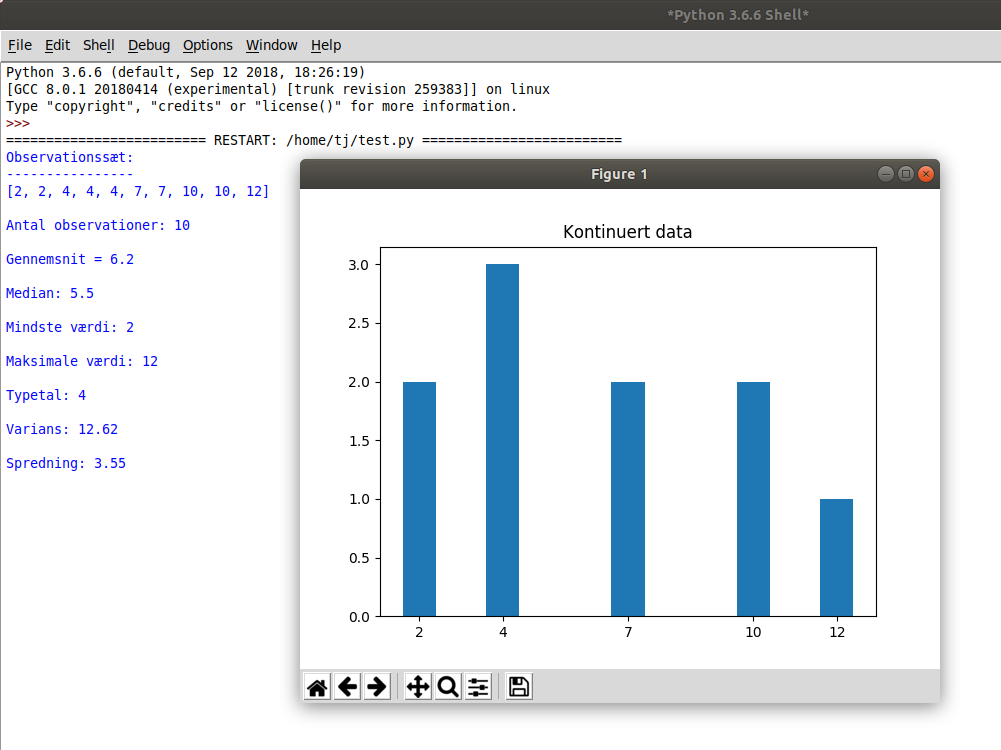 *Python 3.6.6 Shell*
File Edit Shell Debug Options Window Help
Python 3.6.6 (default, Sep 12 2018, 18:26:19)
[GCC 8.0.1 20180414 (experimental) [trunk revision 259383]] on linux
Type "copyright", "credits" or "license()" for more information.
>>>
========================= RESTART: /home/tj/test.py =========================
Observationssæt:
----------------
[2, 2, 4, 4, 4, 7, 7, 10, 10, 12]
Antal observationer: 10
Gennemsnit = 6.2
Median: 5.5
Mindste værdi: 2
Maksimale værdi: 12
Typetal: 4
Varians: 12.62
Spredning: 3.55
Figure 1
Kontinuert data
3.0
2.5
2.0
1.5
1.0
0.5
0.0
2 4 7 10 12